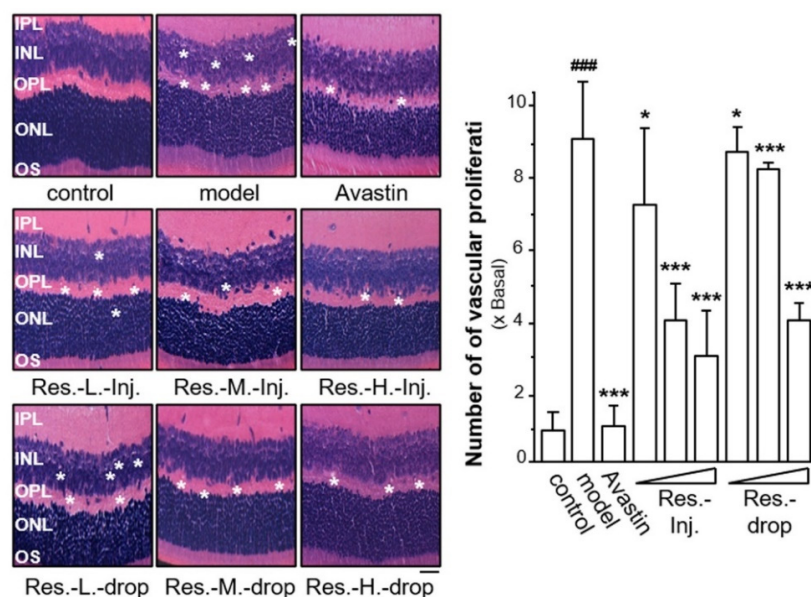 IPL
INL
OPL
ONL
OS
control
model
Avastin
IPL
INL
OPL
ONL
OS
Res.-L.-Inj.
Res.-M.-Inj.
Res.-H.-Inj.
IPL
INL
OPL
ONL
OS
Res.-L.-drop
Res.-M.-drop
Res.-H.-drop
Number of of vascular proliferati
(x Basal)
10
8
6
4
2
0
###
***
*
***
***
*
***
***
control
model
Avastin
Res.-
Inj.
Res.-
drop